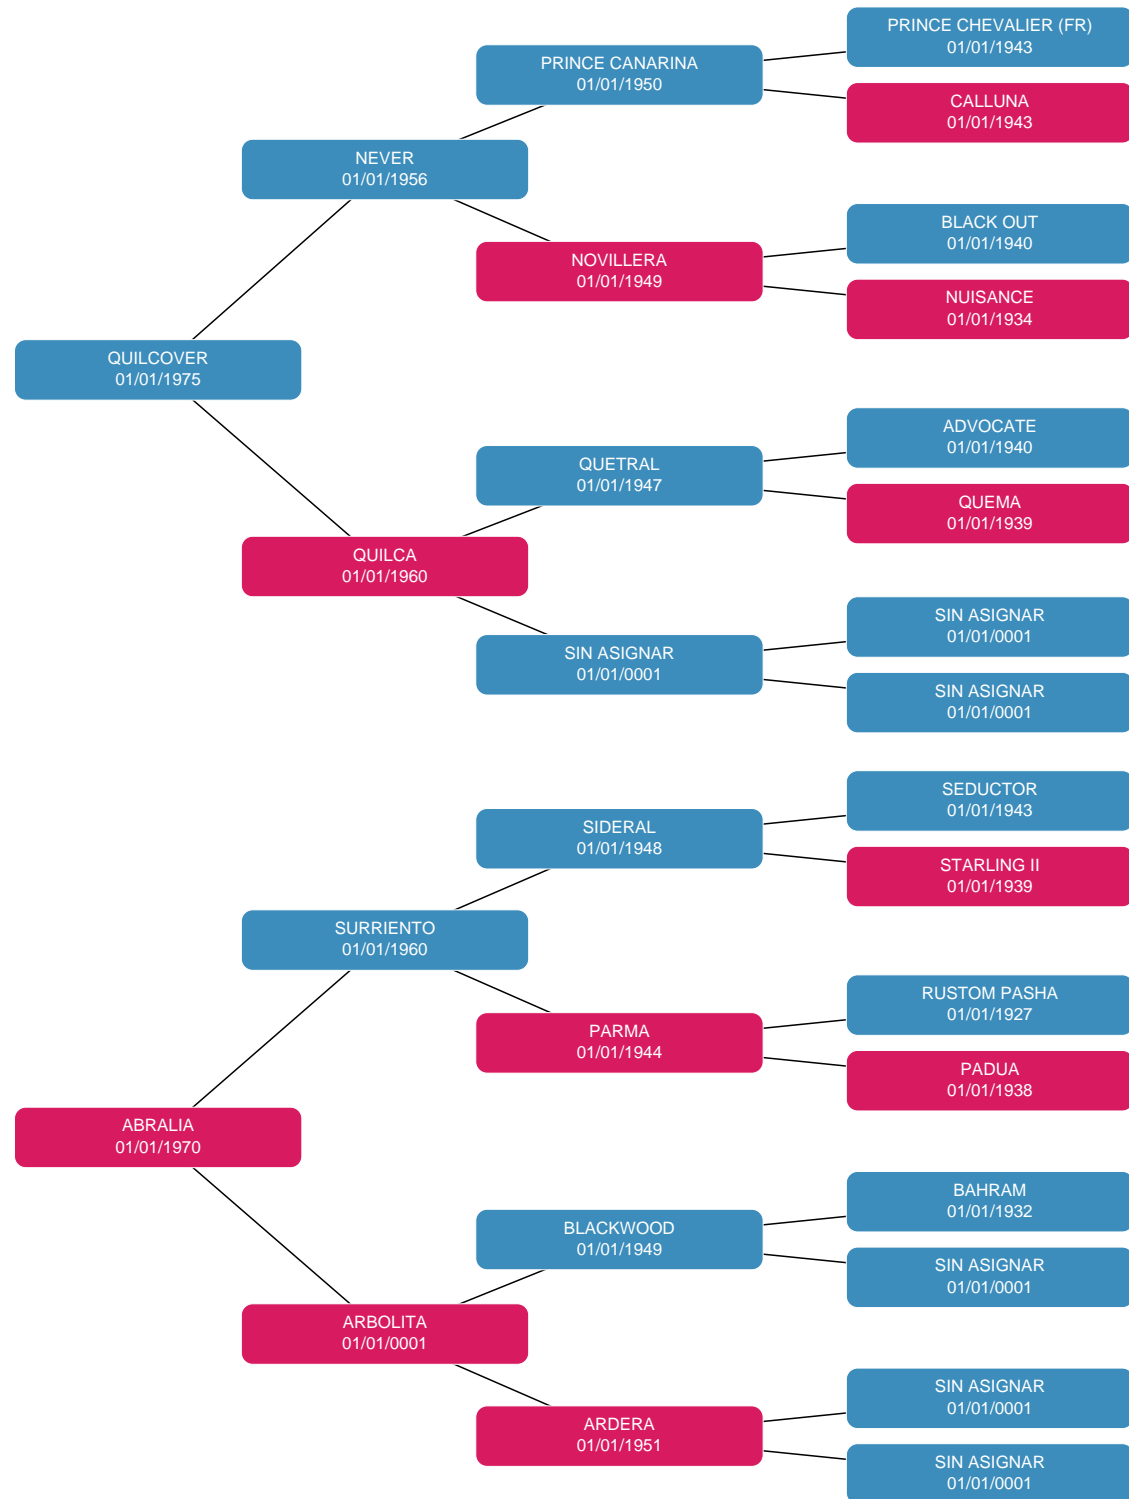 PRINCE CHEVALIER (FR)
01/01/1943
PRINCE CANARINA
01/01/1950
CALLUNA
01/01/1943
NEVER
01/01/1956
BLACK OUT
01/01/1940
NOVILLERA
01/01/1949
NUISANCE
01/01/1934
QUILCOVER
01/01/1975
ADVOCATE
01/01/1940
QUETRAL
01/01/1947
QUEMA
01/01/1939
QUILCA
01/01/1960
SIN ASIGNAR
01/01/0001
SIN ASIGNAR
01/01/0001
SIN ASIGNAR
01/01/0001
SEDUCTOR
01/01/1943
SIDERAL
01/01/1948
STARLING II
01/01/1939
SURRIENTO
01/01/1960
RUSTOM PASHA
01/01/1927
PARMA
01/01/1944
PADUA
01/01/1938
ABRALIA
01/01/1970
BAHRAM
01/01/1932
BLACKWOOD
01/01/1949
SIN ASIGNAR
01/01/0001
ARBOLITA
01/01/0001
SIN ASIGNAR
01/01/0001
ARDERA
01/01/1951
SIN ASIGNAR
01/01/0001